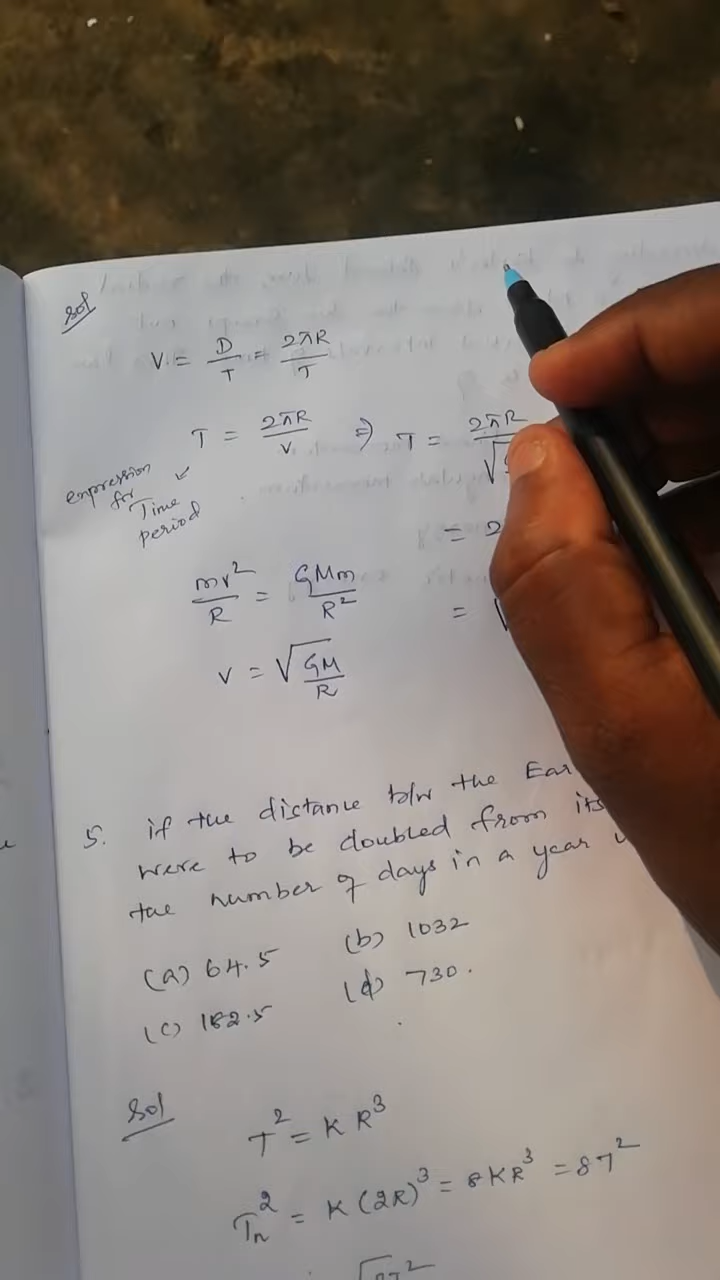 Sol
V = D/T = 2πR/T
T = 2πR/V ⇒ T = 2πR/√
expression for Time period
= 2
mv²/R = GMm/R²
=
V = √GM/R
5. if the distance b/w the
were to be doubled from its
the number of days in a year
(a) 64.5 (b) 1032
(c) 182.5 (d) 730.
Sol
T² = KR³
Tn² = K(2R)³ = 8KR³ = 8T²